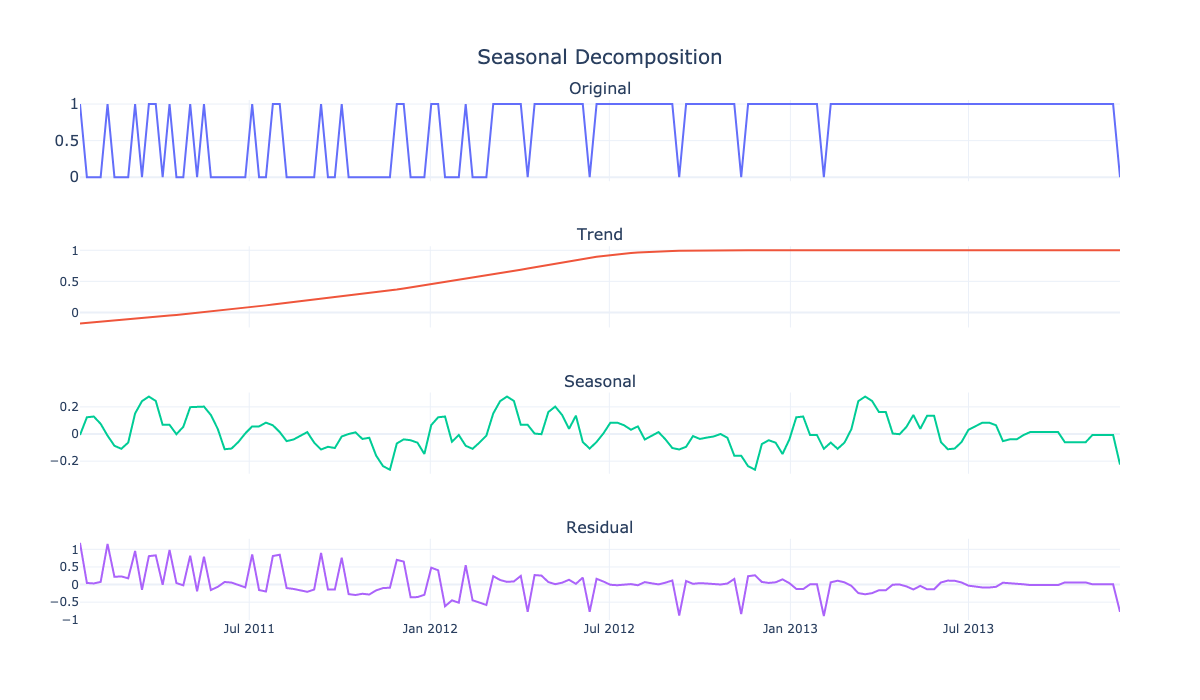 Seasonal Decomposition
Original
1
0.5
0
Trend
1
0.5
0
Seasonal
0.2
0
−0.2
Residual
1
0.5
0
−0.5
−1
Jul 2011 Jan 2012 Jul 2012 Jan 2013 Jul 2013